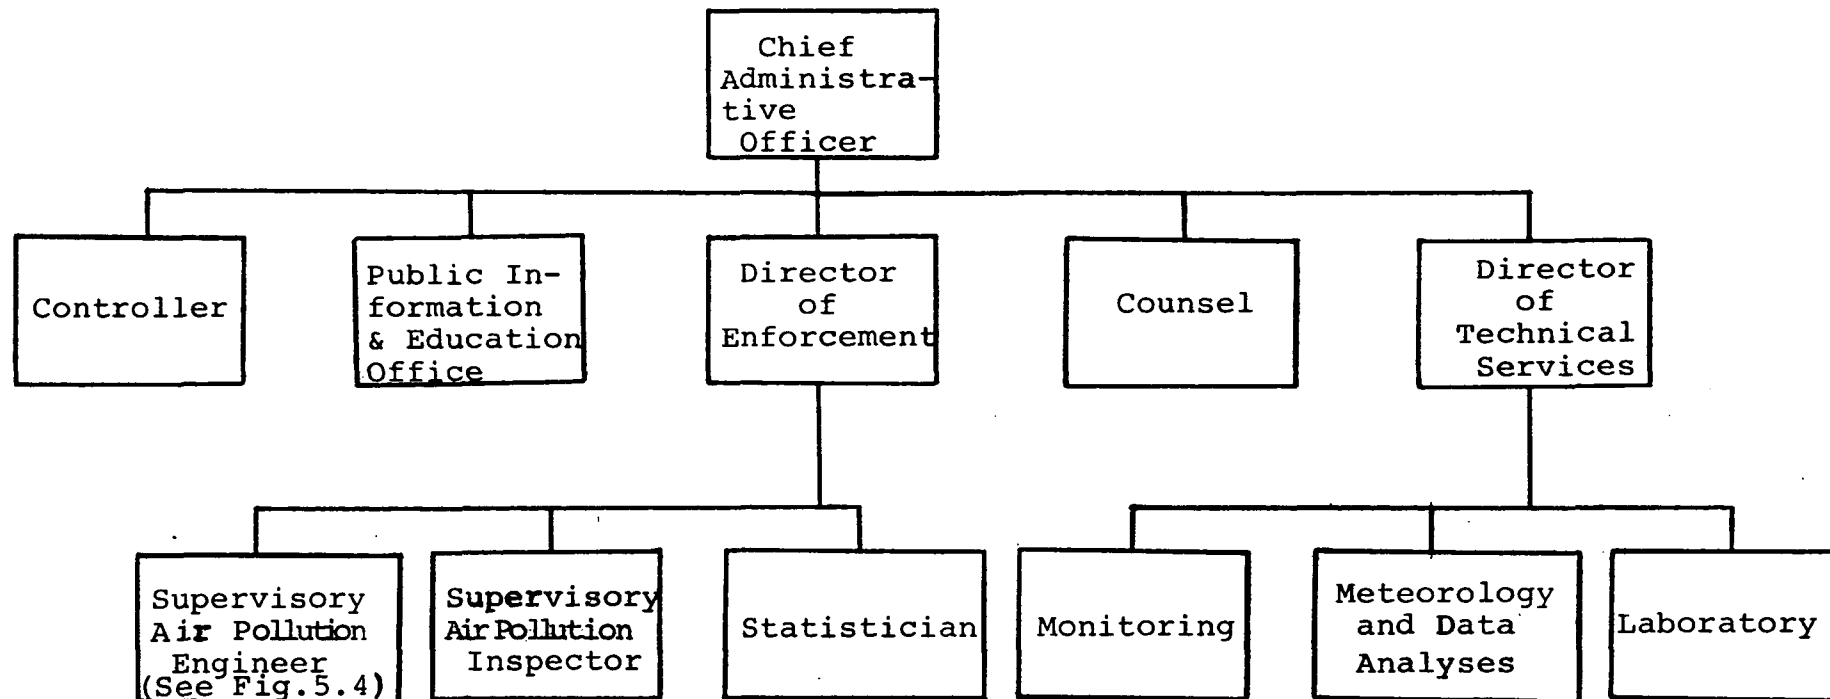 Chief
Administra-
tive
Officer
Controller
Public In-
formation
& Education
Office
Director
of
Enforcement
Counsel
Director
of
Technical
Services
Supervisory
Air Pollution
Engineer
(See Fig.5.4)
Supervisory
Air Pollution
Inspector
Statistician
Monitoring
Meteorology
and Data
Analyses
Laboratory